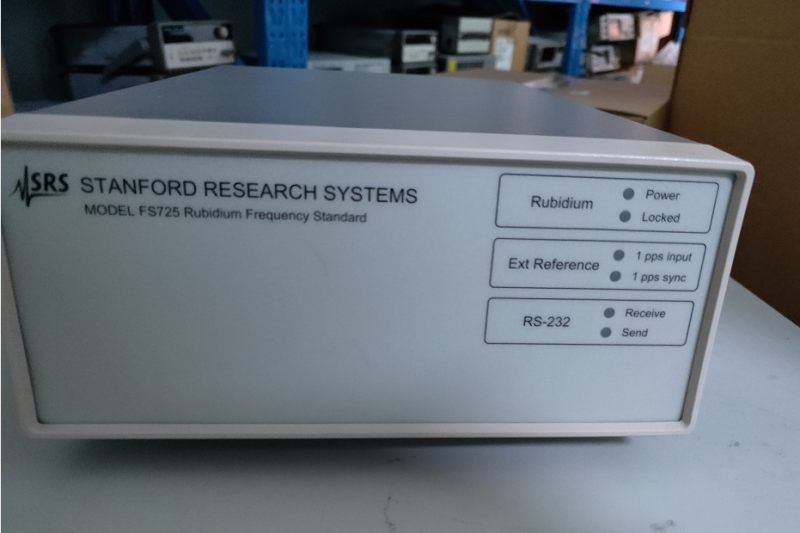 SRS STANFORD RESEARCH SYSTEMS
MODEL FS725 Rubidium Frequency Standard
Rubidium
Power
Locked
Ext Reference
1 pps input
1 pps sync
RS-232
Receive
Send